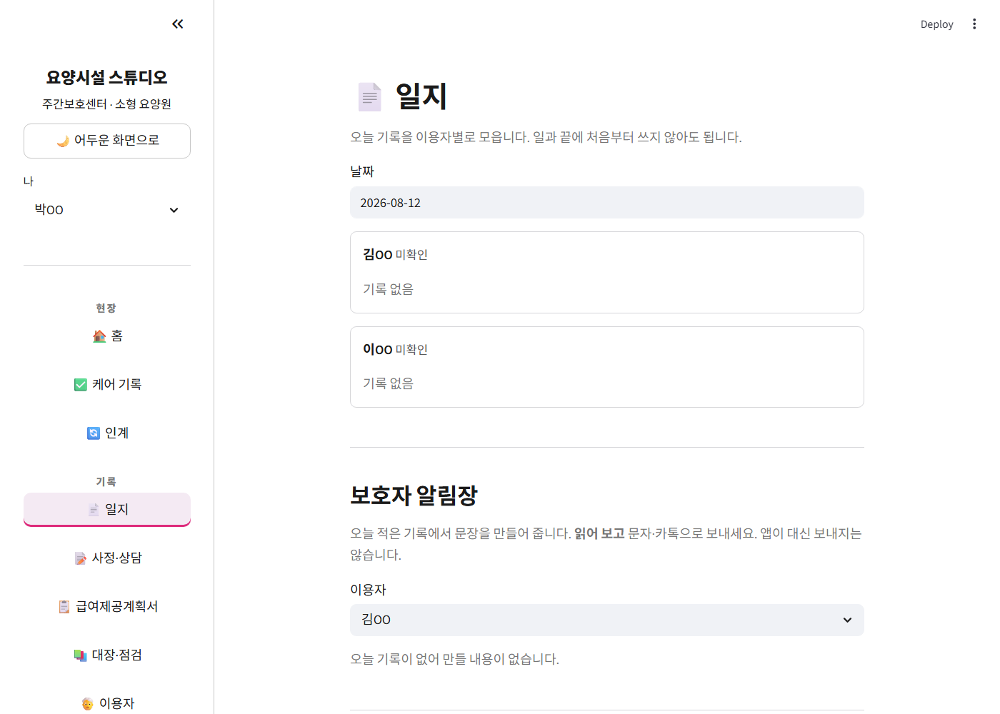 요양시설 스튜디오
주간보호센터 · 소형 요양원
어두운 화면으로
나
박OO
현장
홈
케어 기록
인계
기록
일지
사정·상담
급여제공계획서
대장·점검
이용자
Deploy
일지
오늘 기록을 이용자별로 모읍니다. 일과 끝에 처음부터 쓰지 않아도 됩니다.
날짜
2026-08-12
김OO 미확인
기록 없음
이OO 미확인
기록 없음
보호자 알림장
오늘 적은 기록에서 문장을 만들어 줍니다. 읽어 보고 문자·카톡으로 보내세요. 앱이 대신 보내지는
않습니다.
이용자
김OO
오늘 기록이 없어 만들 내용이 없습니다.